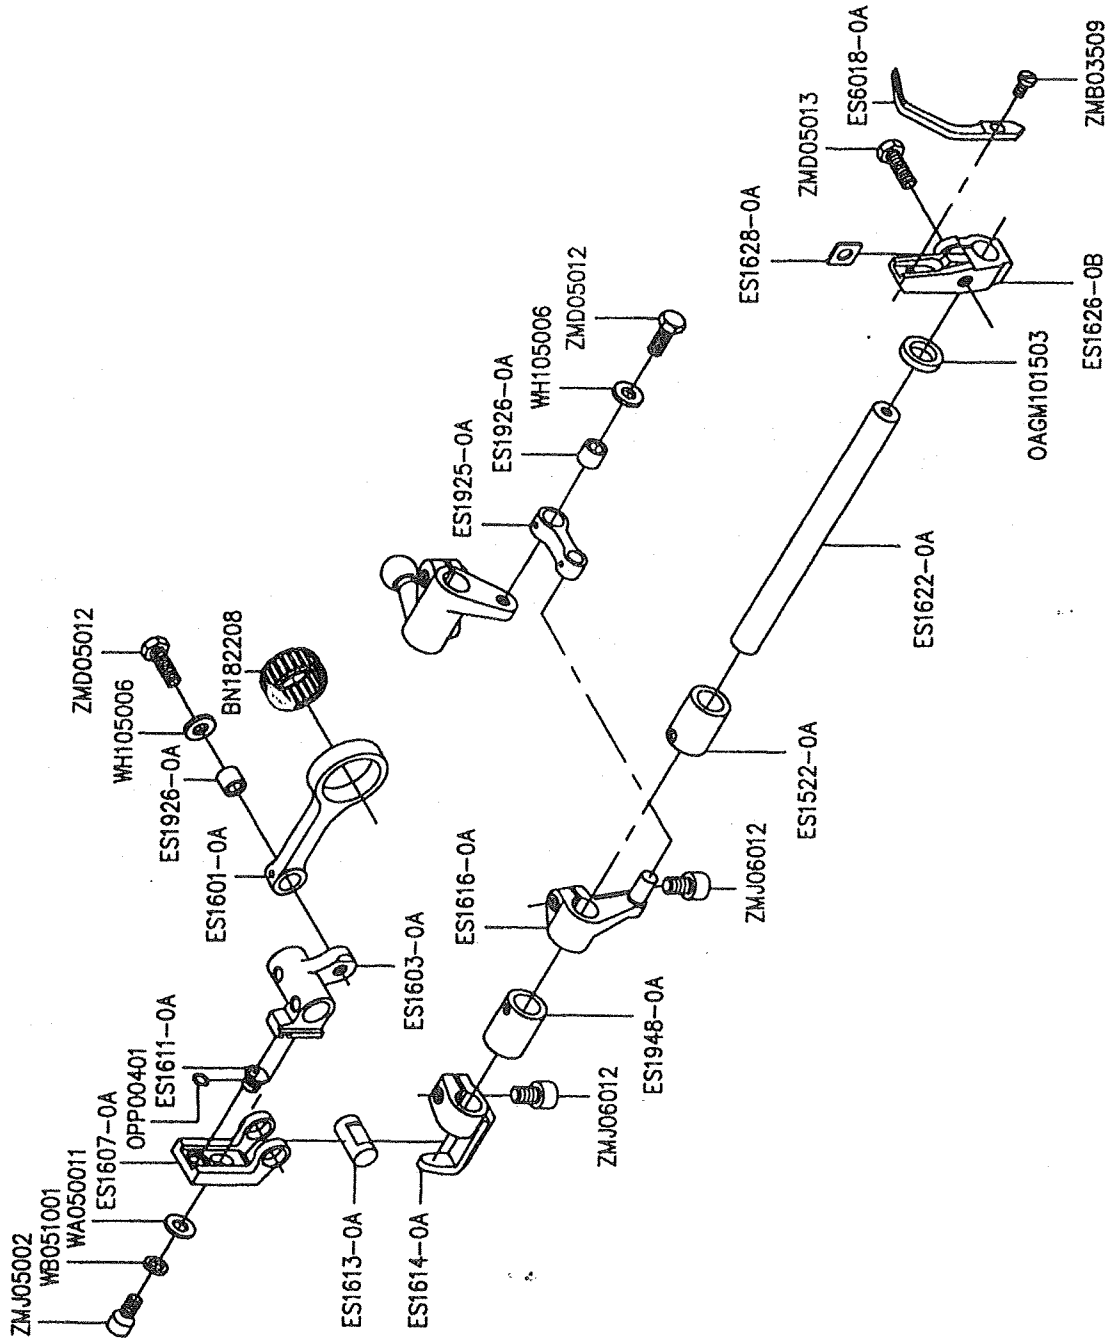 ZMJ05002
WB051001
WA050011
ES1607-0A
OPP00401
ES1611-0A
ES1603-0A
ES1601-0A
ES1926-0A
WH105006
ZMD05012
BN182208
ES1613-0A
ES1614-0A
ZMJ06012
ES1948-0A
ES1616-0A
ZMJ06012
ES1522-0A
ES1622-0A
ES1925-0A
ES1926-0A
WH105006
ZMD05012
OAGM101503
ES1626-0B
ES1628-0A
ZMD05013
ES6018-0A
ZMB03509